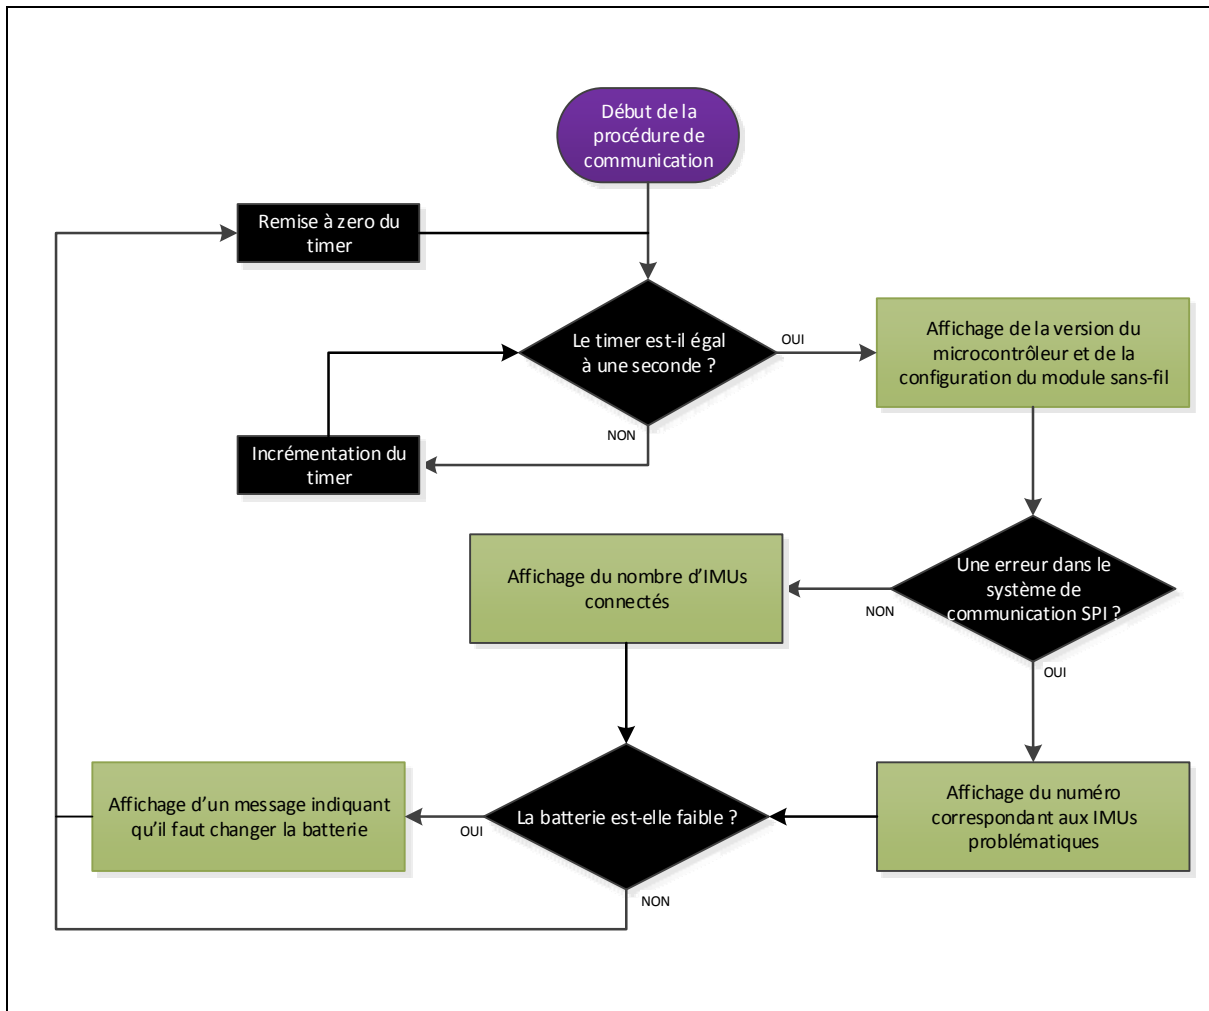 Début de la
procédure de
communication
Remise à zero du
timer
Le timer est-il égal
à une seconde ?
OUI
Affichage de la version du
microcontrôleur et de la
configuration du module sans-fil
NON
Incrémentation du
timer
Une erreur dans le
système de
communication SPI ?
NON
OUI
Affichage du nombre d’IMUs
connectés
Affichage d’un message indiquant
qu’il faut changer la batterie
OUI
La batterie est-elle faible ?
NON
Affichage du numéro
correspondant aux IMUs
problématiques